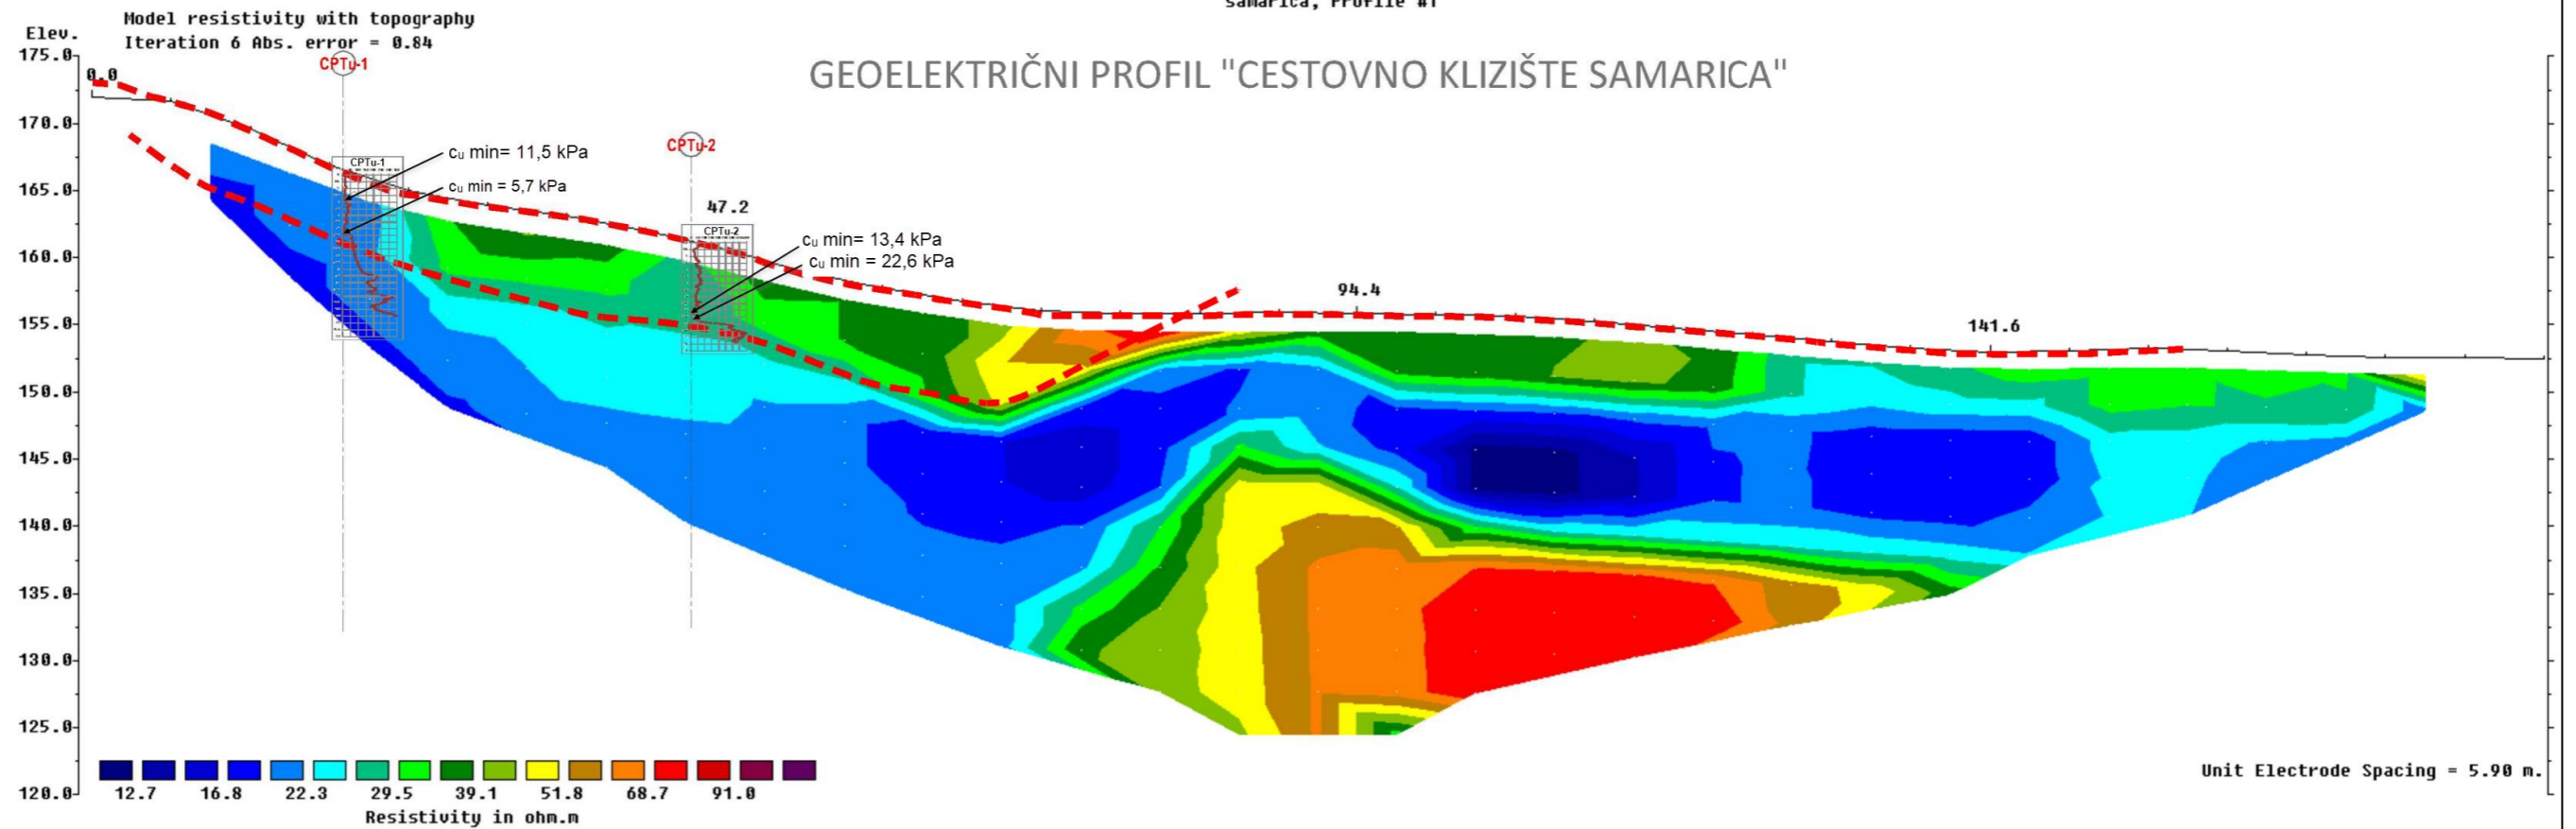 samarica, Profile #1
Model resistivity with topography
Iteration 6 Abs. error = 0.84
GEOELEKTRIČNI PROFIL "CESTOVNO KLIZIŠTE SAMARICA"
Elev.
175.0
170.0
165.0
160.0
155.0
150.0
145.0
140.0
135.0
130.0
125.0
120.0
0.0
CPTu-1
CPTu-1
cu min= 11,5 kPa
cu min = 5,7 kPa
CPTu-2
47.2
CPTu-2
cu min= 13,4 kPa
cu min = 22,6 kPa
94.4
141.6
12.7 16.8 22.3 29.5 39.1 51.8 68.7 91.0
Resistivity in ohm.m
Unit Electrode Spacing = 5.90 m.